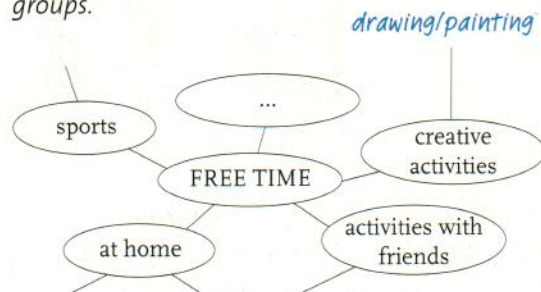 groups.
drawing/painting
...
sports
creative
activities
FREE TIME
at home
activities with
friends